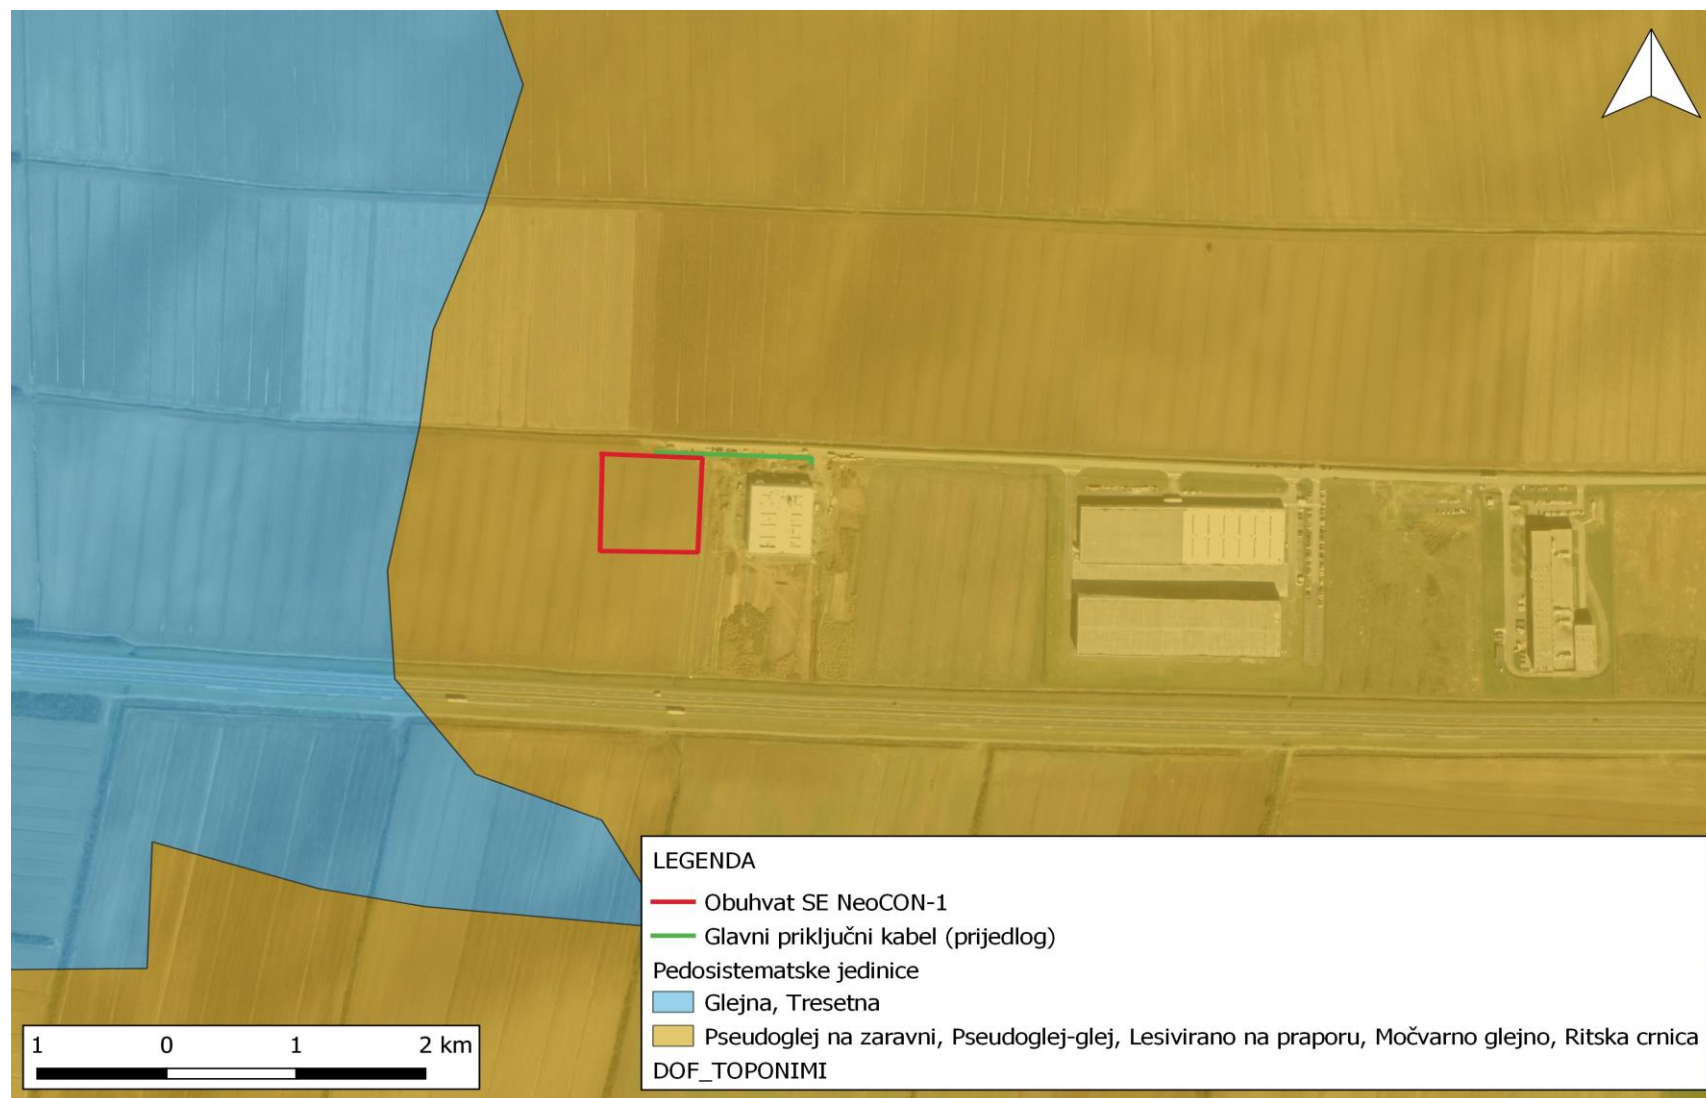 LEGENDA
Obuhvat SE NeoCON-1
Glavni priključni kabel (prijedlog)
Pedosistematske jedinice
Glejna, Tresetna
Pseudoglej na zaravni, Pseudoglej-glej, Lesivirano na praporu, Močvarno glejno, Ritska crnica
DOF_TOPONIMI
1 0 1 2 km